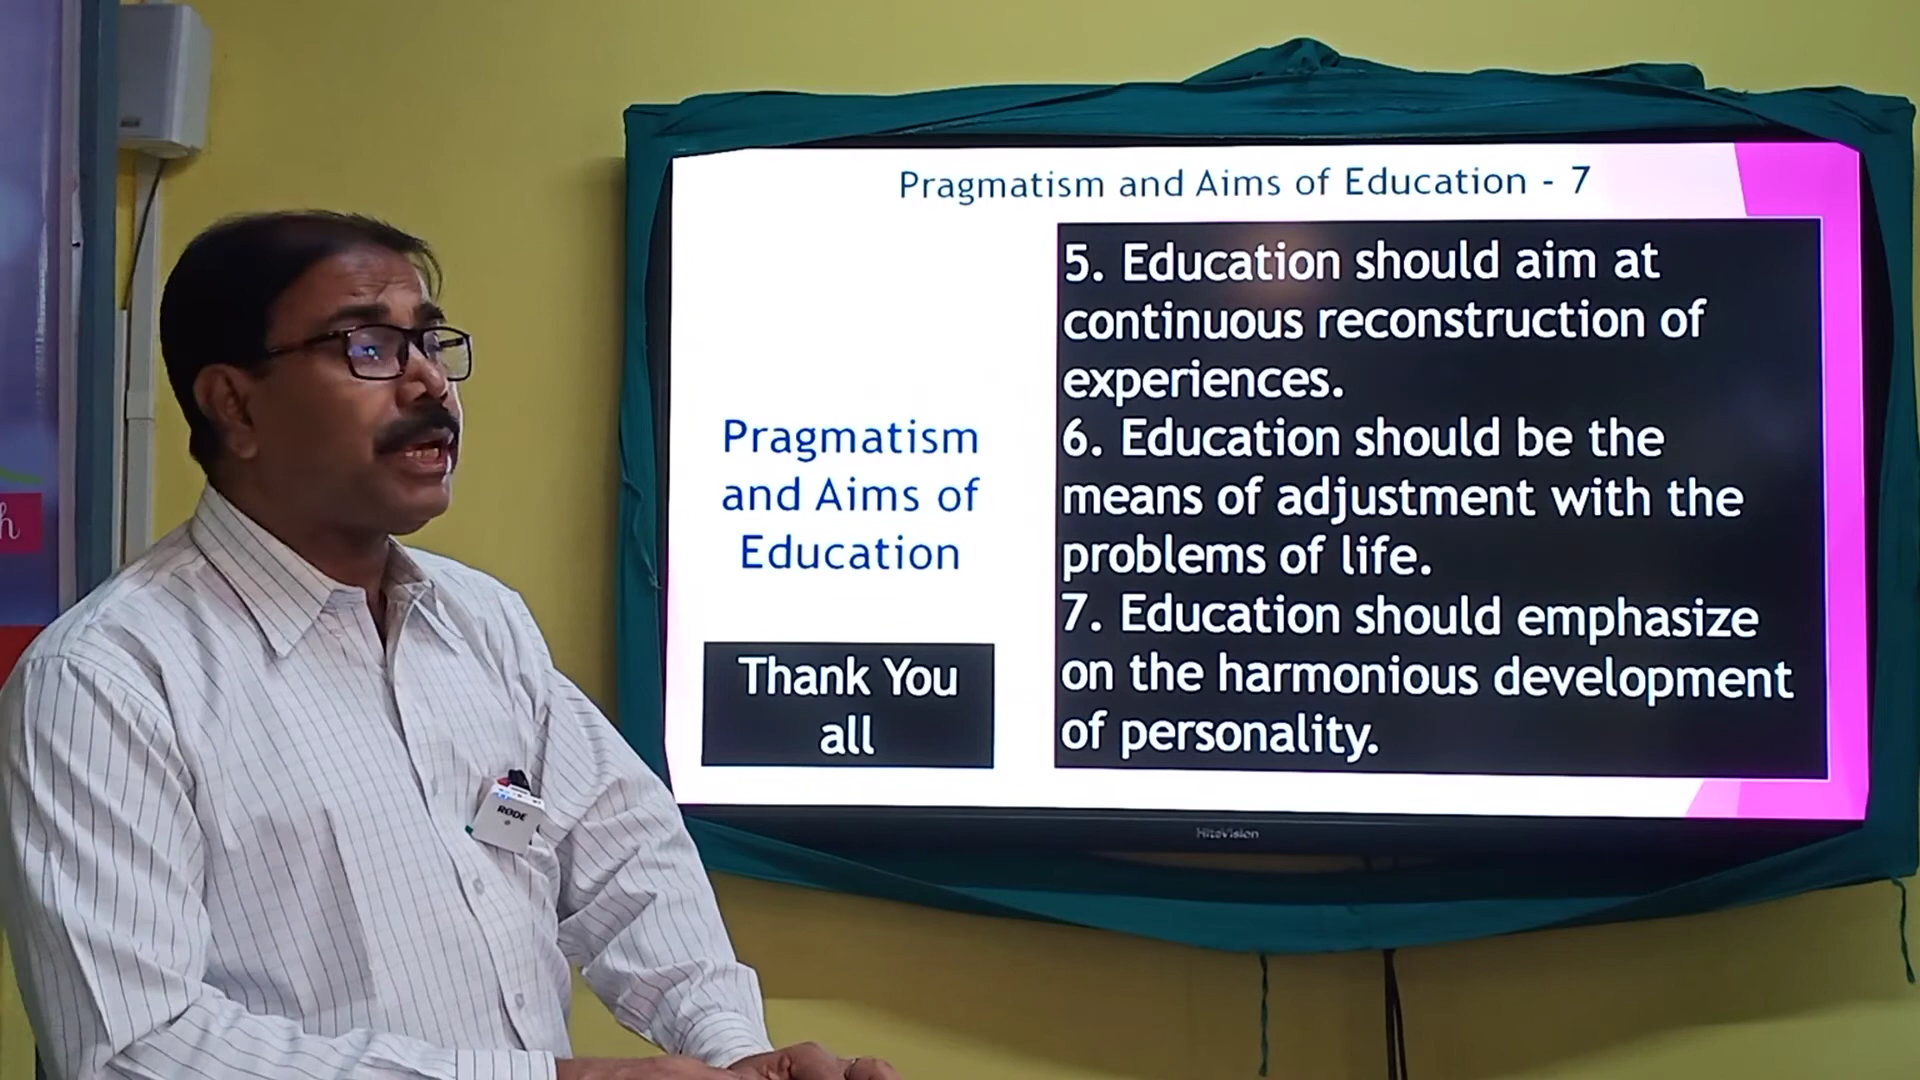 Pragmatism and Aims of Education - 7
5. Education should aim at
continuous reconstruction of
experiences.
6. Education should be the
means of adjustment with the
problems of life.
7. Education should emphasize
on the harmonious development
of personality.
Pragmatism
and Aims of
Education
Thank You
all
RØDE
HiteVision
h